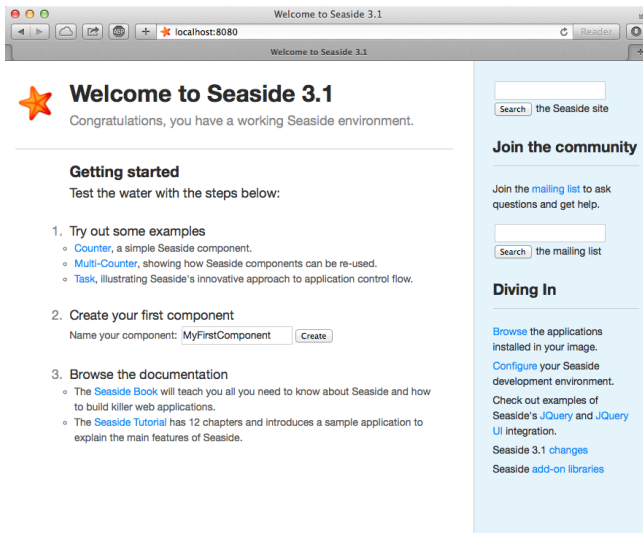 Welcome to Seaside 3.1
ABP
localhost:8080
Reader
Welcome to Seaside 3.1
Welcome to Seaside 3.1
Congratulations, you have a working Seaside environment.
Getting started
Test the water with the steps below:
1. Try out some examples
Counter, a simple Seaside component.
Multi-Counter, showing how Seaside components can be re-used.
Task, illustrating Seaside's innovative approach to application control flow.
2. Create your first component
Name your component: MyFirstComponent Create
3. Browse the documentation
The Seaside Book will teach you all you need to know about Seaside and how
to build killer web applications.
The Seaside Tutorial has 12 chapters and introduces a sample application to
explain the main features of Seaside.
Search the Seaside site
Join the community
Join the mailing list to ask
questions and get help.
Search the mailing list
Diving In
Browse the applications
installed in your image.
Configure your Seaside
development environment.
Check out examples of
Seaside's JQuery and JQuery
UI integration.
Seaside 3.1 changes
Seaside add-on libraries